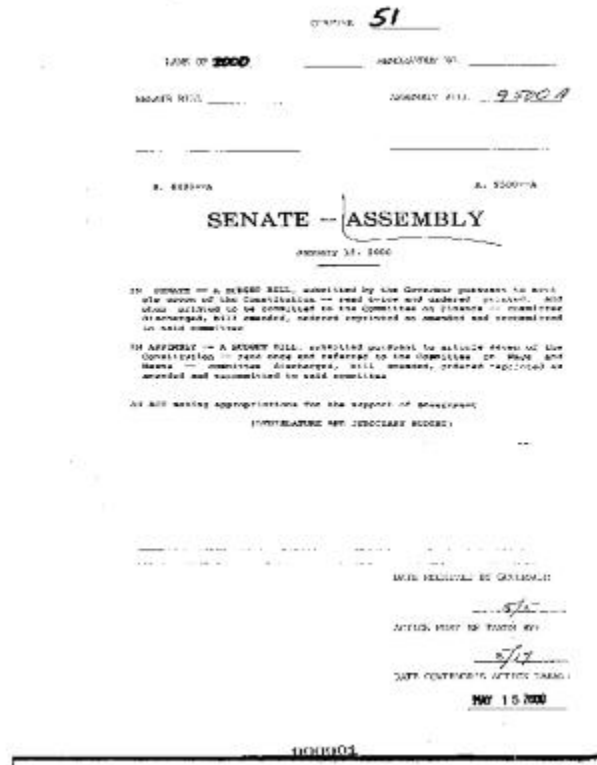 CHAPTER 51
LAWS OF 2000 MEMORANDUM NO.
SENATE BILL ASSEMBLY BILL 9500 A
A. 9500--A
SENATE -- ASSEMBLY
January 18, 2000
IN SENATE -- A BUDGET BILL, submitted by the Governor pursuant to arti-
cle seven of the Constitution -- read twice and ordered printed, and
when printed to be committed to the Committee on Finance -- committee
discharged, bill amended, ordered reprinted as amended and recommitted
to said committee
IN ASSEMBLY -- A BUDGET BILL, submitted pursuant to article seven of the
Constitution -- read once and referred to the Committee on Ways and
Means -- committee discharged, bill amended, ordered reprinted as
amended and recommitted to said committee
AN ACT making appropriations for the support of government
(LEGISLATURE AND JUDICIARY BUDGET)
DATE RECEIVED BY GOVERNOR:
ACTION MUST BE TAKEN BY:
DATE GOVERNOR'S ACTION TAKEN:
MAY 15 2000
000001